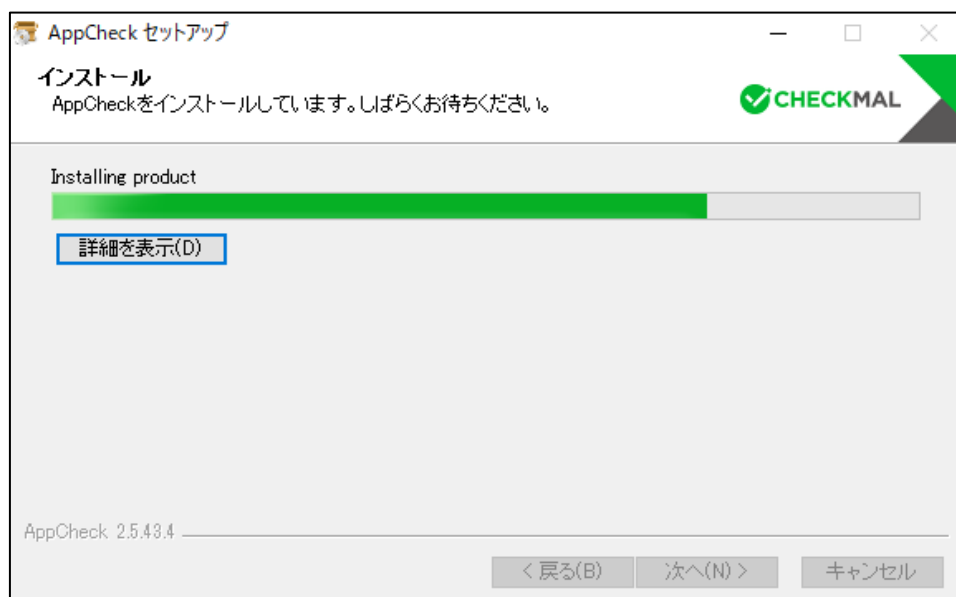 AppCheck セットアップ
インストール
AppCheckをインストールしています。しばらくお待ちください。
CHECKMAL
Installing product
詳細を表示(D)
AppCheck 2.5.43.4
< 戻る(B)
次へ(N) >
キャンセル